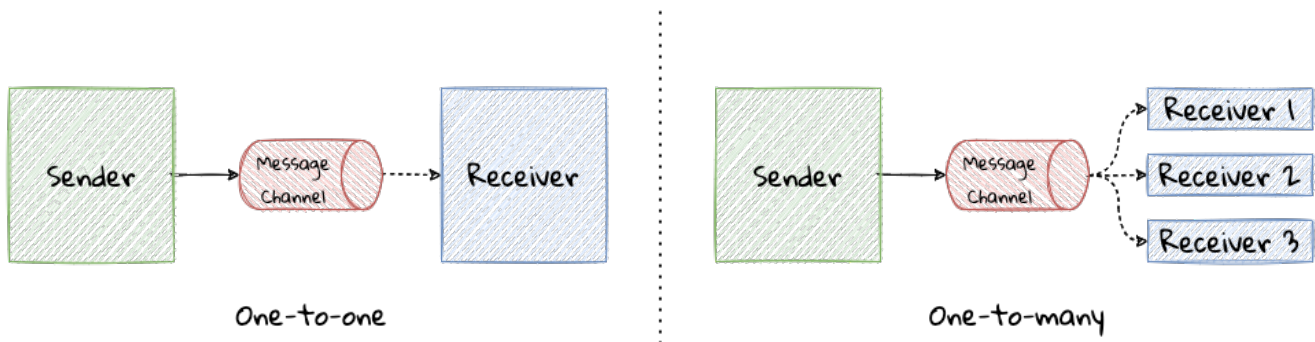 Sender
Message
Channel
Receiver
One-to-one
Sender
Message
Channel
Receiver 1
Receiver 2
Receiver 3
One-to-many